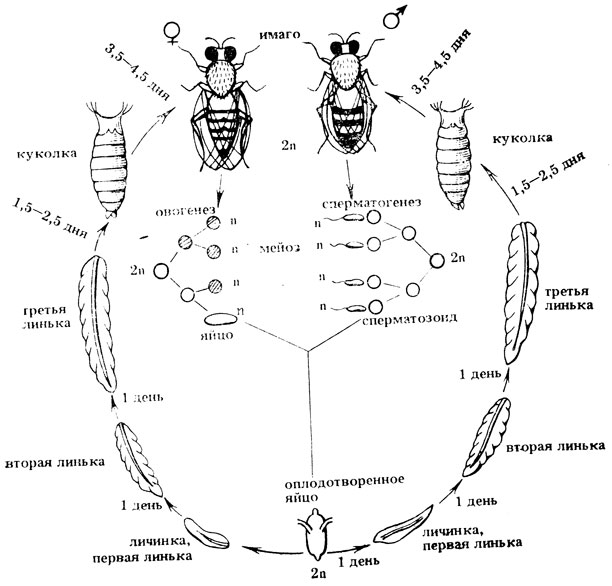 ♀ имаго ♂
3,5—4,5 дня
3,5—4,5 дня
2n
куколка
куколка
1,5—2,5 дня
1,5—2,5 дня
овогенез
сперматогенез
n
n
n
n
мейоз
n
n
n
n
2n
2n
яйцо
сперматозоид
третья
линька
третья
линька
1 день
1 день
вторая линька
вторая линька
1 день
1 день
оплодотворенное
яйцо
личинка,
первая линька
личинка,
первая линька
2n
1 день